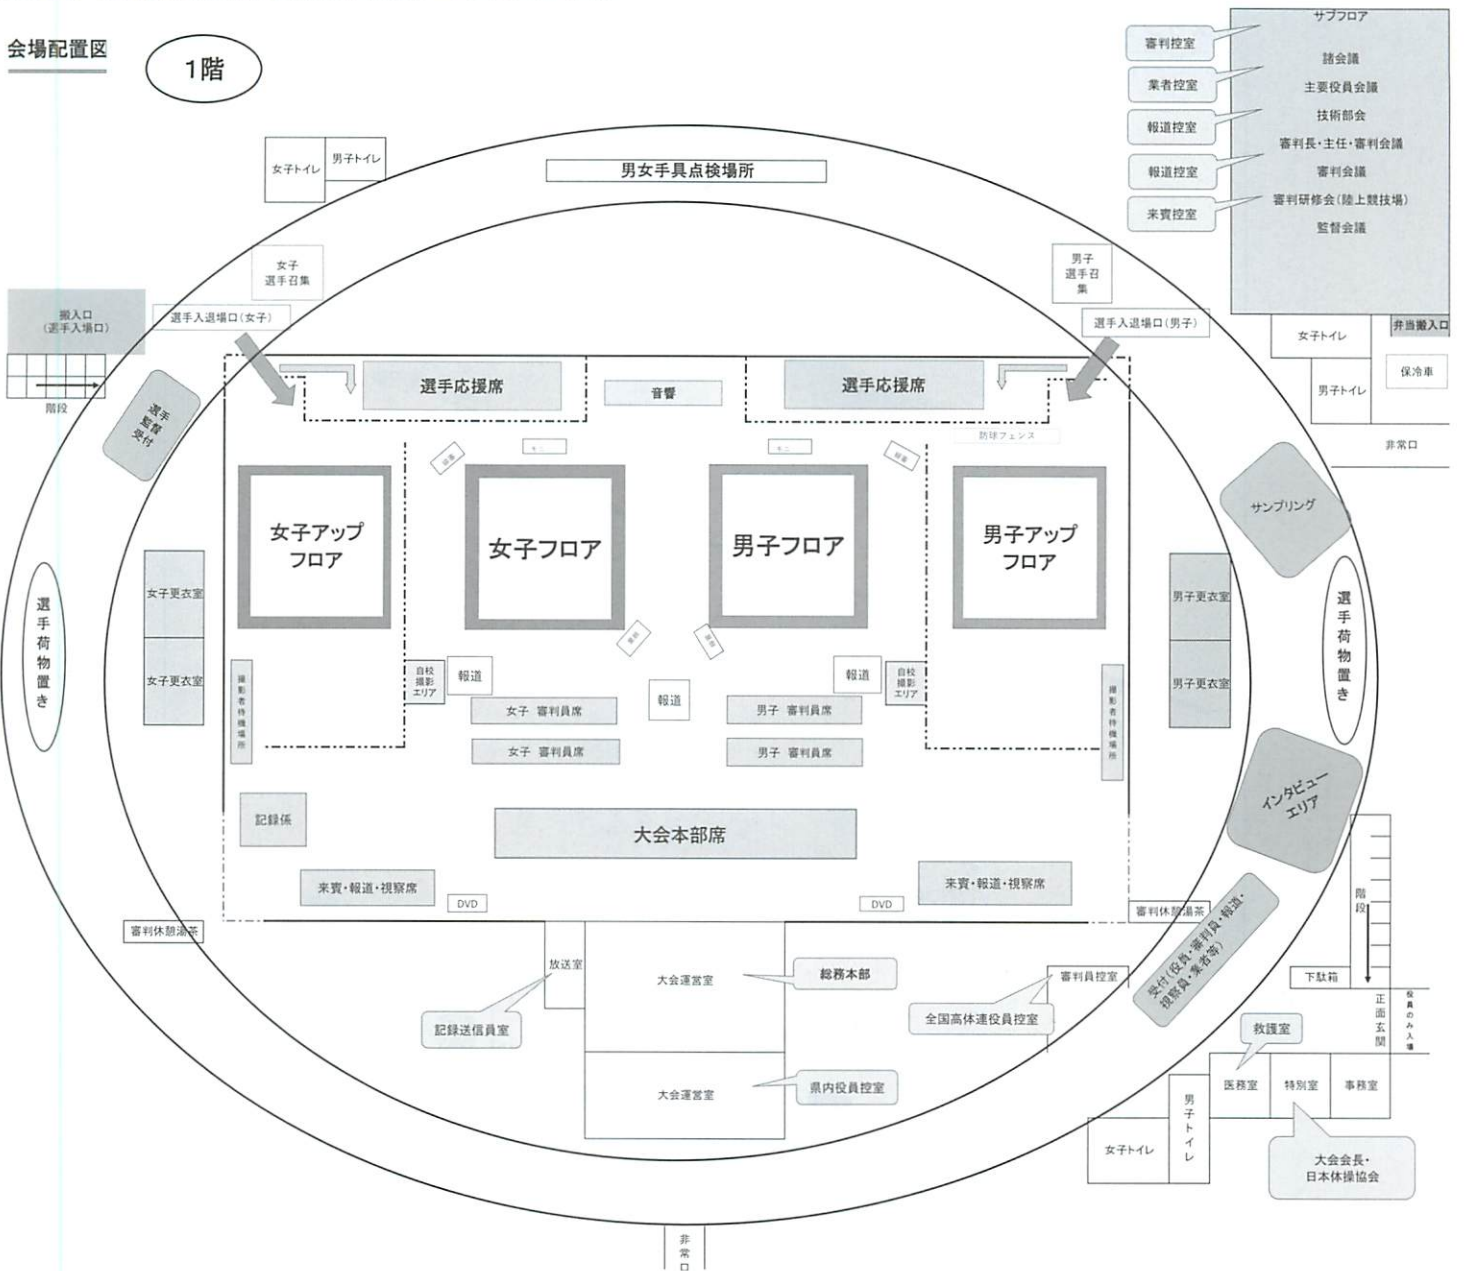 会場配置図
1階
サブフロア
審判控室
諸会議
業者控室
主要役員会議
報道控室
技術部会
審判長・主任・審判会議
報道控室
審判会議
来賓控室
審判研修会(陸上競技場)
監督会議
女子トイレ
男子トイレ
男女手具点検場所
女子
選手召集
男子
選手召
集
搬入口
(選手入場口)
選手入退場口(女子)
選手入退場口(男子)
女子トイレ
弁当搬入口
保冷車
男子トイレ
非常口
階段
選手
監督
受付
選手応援席
音響
選手応援席
防球フェンス
モニ
モニ
サンプリング
女子アップ
フロア
女子フロア
男子フロア
男子アップ
フロア
選手荷物置き
女子更衣室
女子更衣室
男子更衣室
男子更衣室
選手荷物置き
撮影者待機場所
自校
撮影
エリア
報道
報道
報道
自校
撮影
エリア
撮影者待機場所
女子 審判員席
男子 審判員席
女子 審判員席
男子 審判員席
インタビュー
エリア
記録係
大会本部席
来賓・報道・視察席
DVD
DVD
来賓・報道・視察席
審判休憩湯茶
審判休憩湯茶
受付(役員・審判員・報道・
視察員・業者等)
階段
放送室
大会運営室
総務本部
審判員控室
下駄箱
記録送信員室
全国高体連役員控室
正面玄関
役員のみ入場
救護室
大会運営室
県内役員控室
医務室
特別室
事務室
男子トイレ
女子トイレ
大会会長・
日本体操協会
非常口